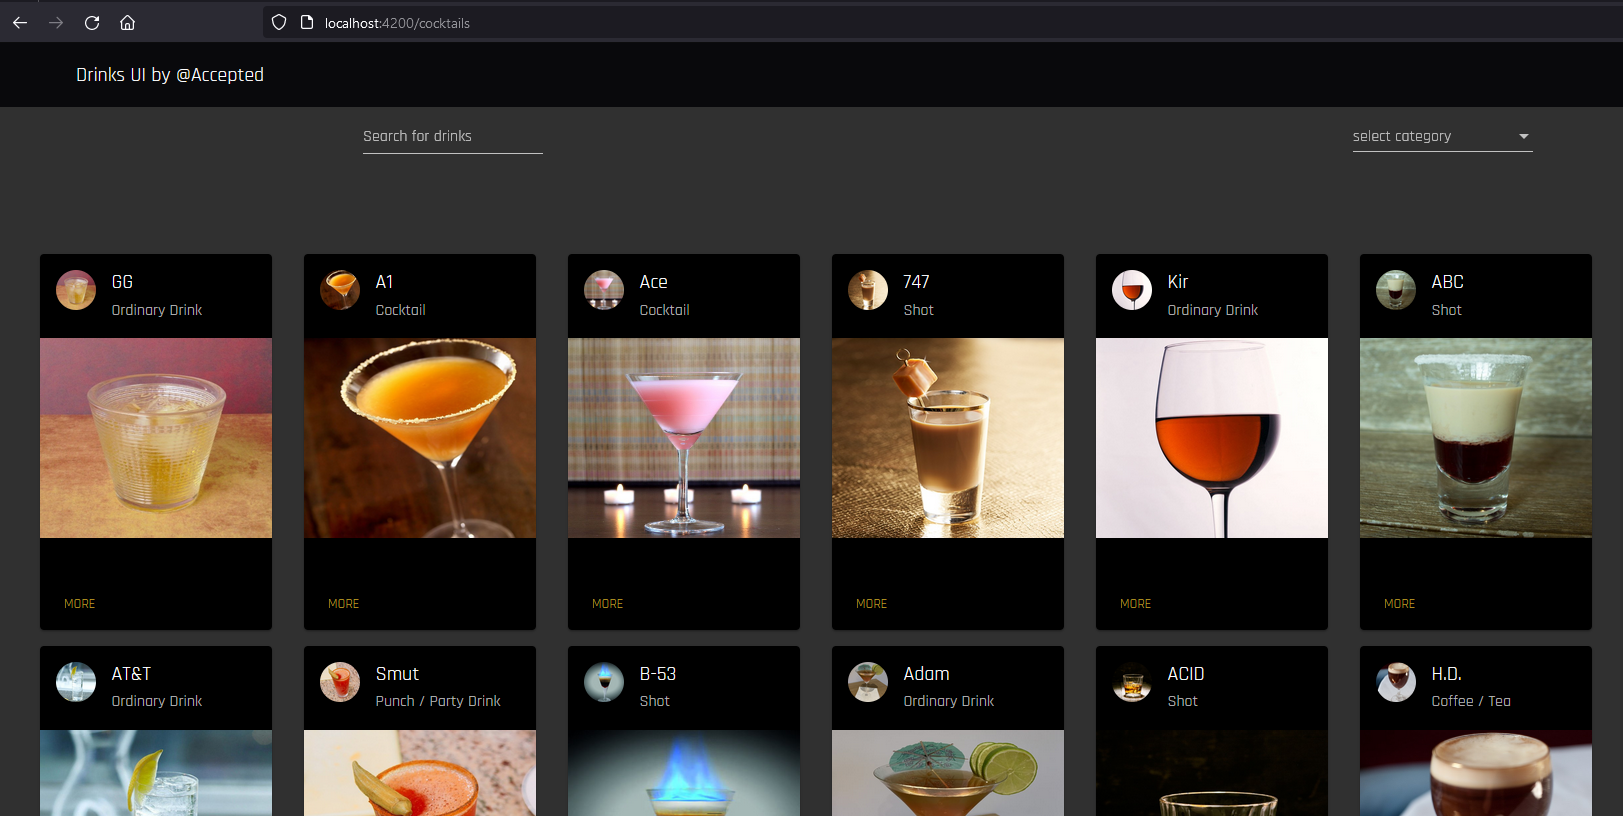 localhost:4200/cocktails
Drinks UI by @Accepted
Search for drinks
select category
GG
Ordinary Drink
MORE
A1
Cocktail
MORE
Ace
Cocktail
MORE
747
Shot
MORE
Kir
Ordinary Drink
MORE
ABC
Shot
MORE
AT&T
Ordinary Drink
Smut
Punch / Party Drink
B-53
Shot
Adam
Ordinary Drink
ACID
Shot
H.D.
Coffee / Tea